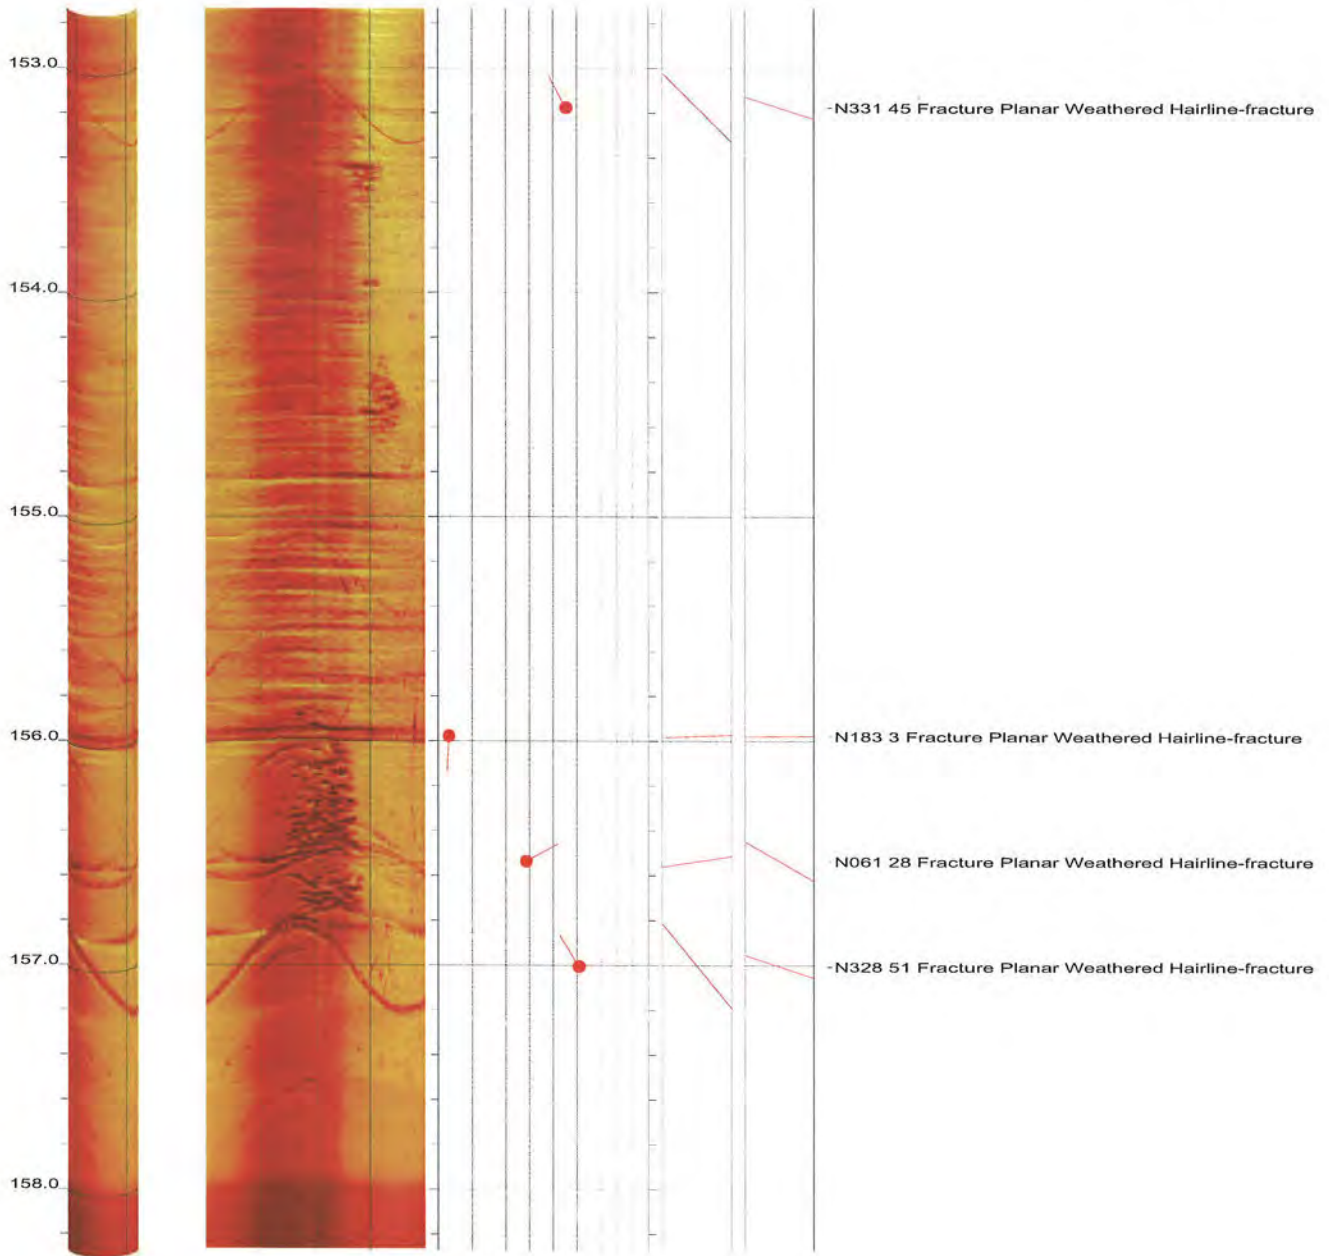 153.0
-N331 45 Fracture Planar Weathered Hairline-fracture
154.0
155.0
156.0
-N183 3 Fracture Planar Weathered Hairline-fracture
-N061 28 Fracture Planar Weathered Hairline-fracture
157.0
-N328 51 Fracture Planar Weathered Hairline-fracture
158.0